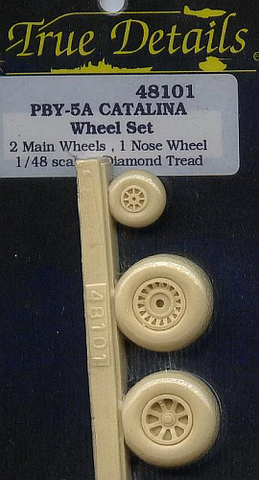 True Details
48101
PBY-5A CATALINA
Wheel Set
2 Main Wheels , 1 Nose Wheel
1/48 Diamond Tread
48101